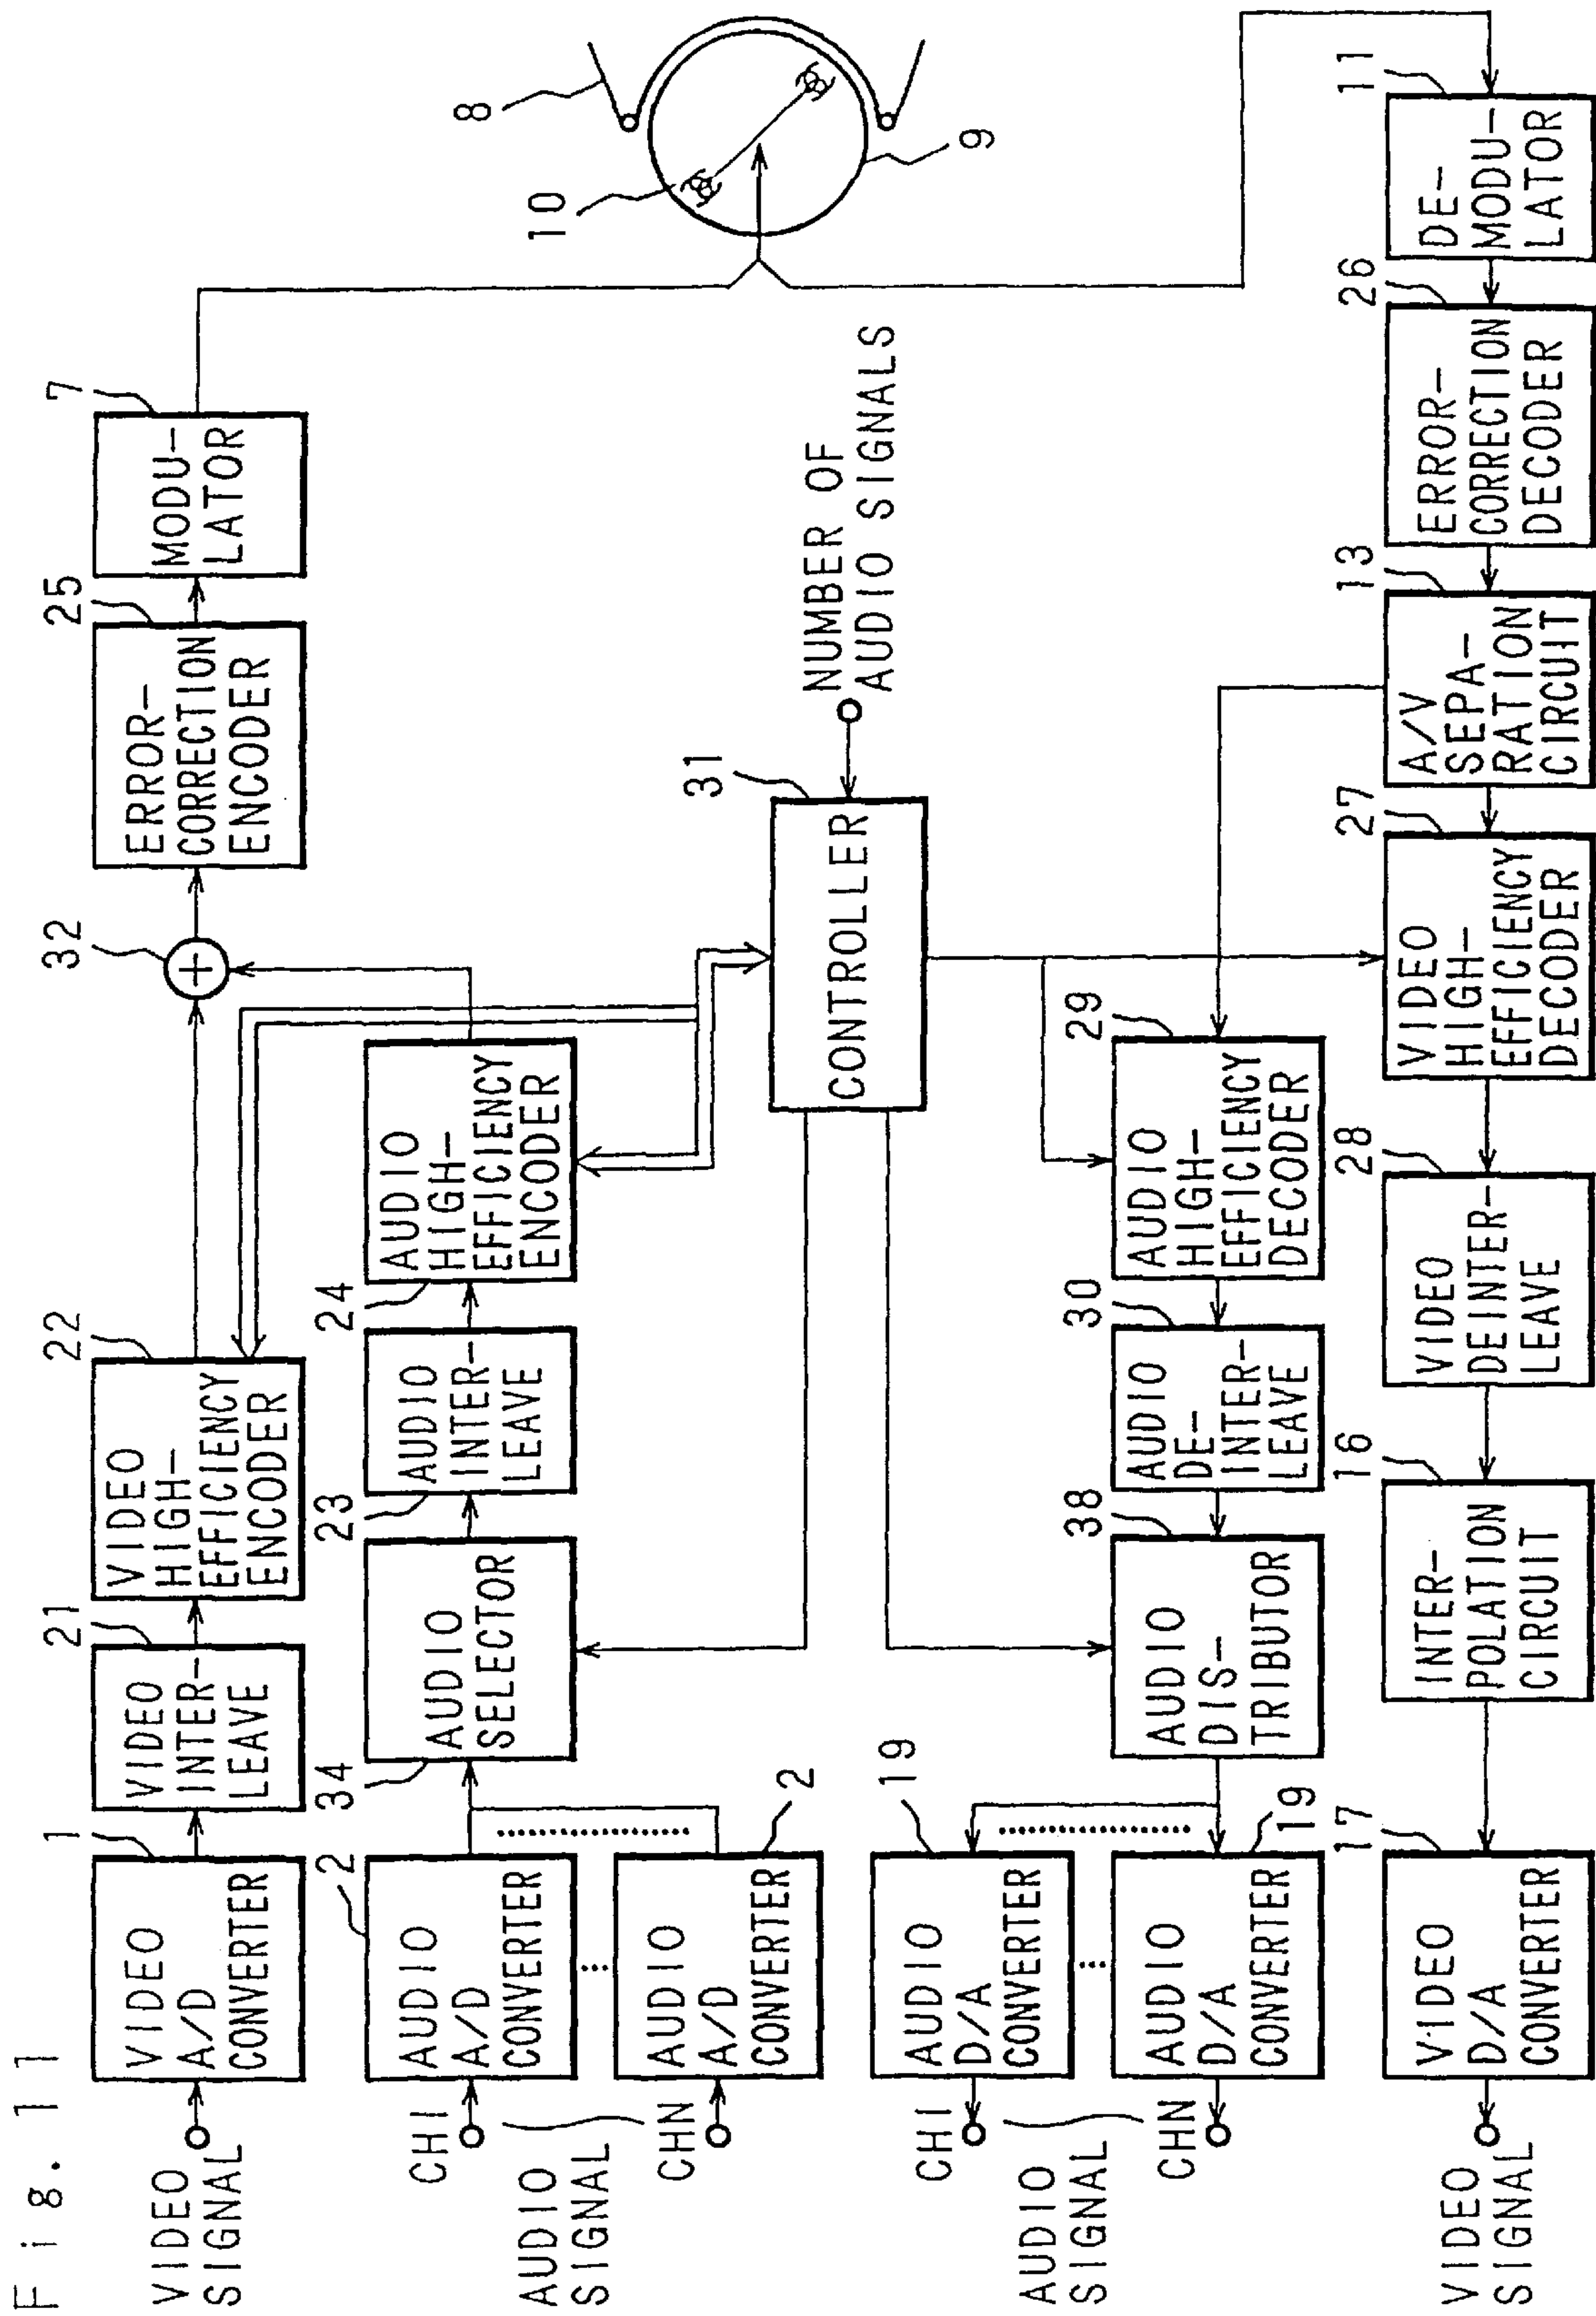 Fig. 11
VIDEO
SIGNAL
1
VIDEO
A/D
CONVERTER
21
VIDEO
INTER-
LEAVE
22
VIDEO
HIGH-
EFFICIENCY
ENCODER
32
+
25
ERROR-
CORRECTION
ENCODER
7
MODU-
LATOR
AUDIO
SIGNAL
CHI
CHN
2
AUDIO
A/D
CONVERTER
2
AUDIO
A/D
CONVERTER
34
AUDIO
SELECTOR
23
AUDIO
INTER-
LEAVE
24
AUDIO
HIGH-
EFFICIENCY
ENCODER
8
10
9
31
CONTROLLER
NUMBER OF
AUDIO SIGNALS
AUDIO
SIGNAL
CHI
CHN
19
AUDIO
D/A
CONVERTER
19
AUDIO
D/A
CONVERTER
38
AUDIO
DIS-
TRIBUTOR
30
AUDIO
DE-
INTER-
LEAVE
29
AUDIO
HIGH-
EFFICIENCY
DECODER
VIDEO
SIGNAL
17
VIDEO
D/A
CONVERTER
16
INTER-
POLATION
CIRCUIT
28
VIDEO
DEINTER-
LEAVE
27
VIDEO
HIGH-
EFFICIENCY
DECODER
13
A/V
SEPA-
RATION
CIRCUIT
26
ERROR-
CORRECTION
DECODER
11
DE-
MODU-
LATOR